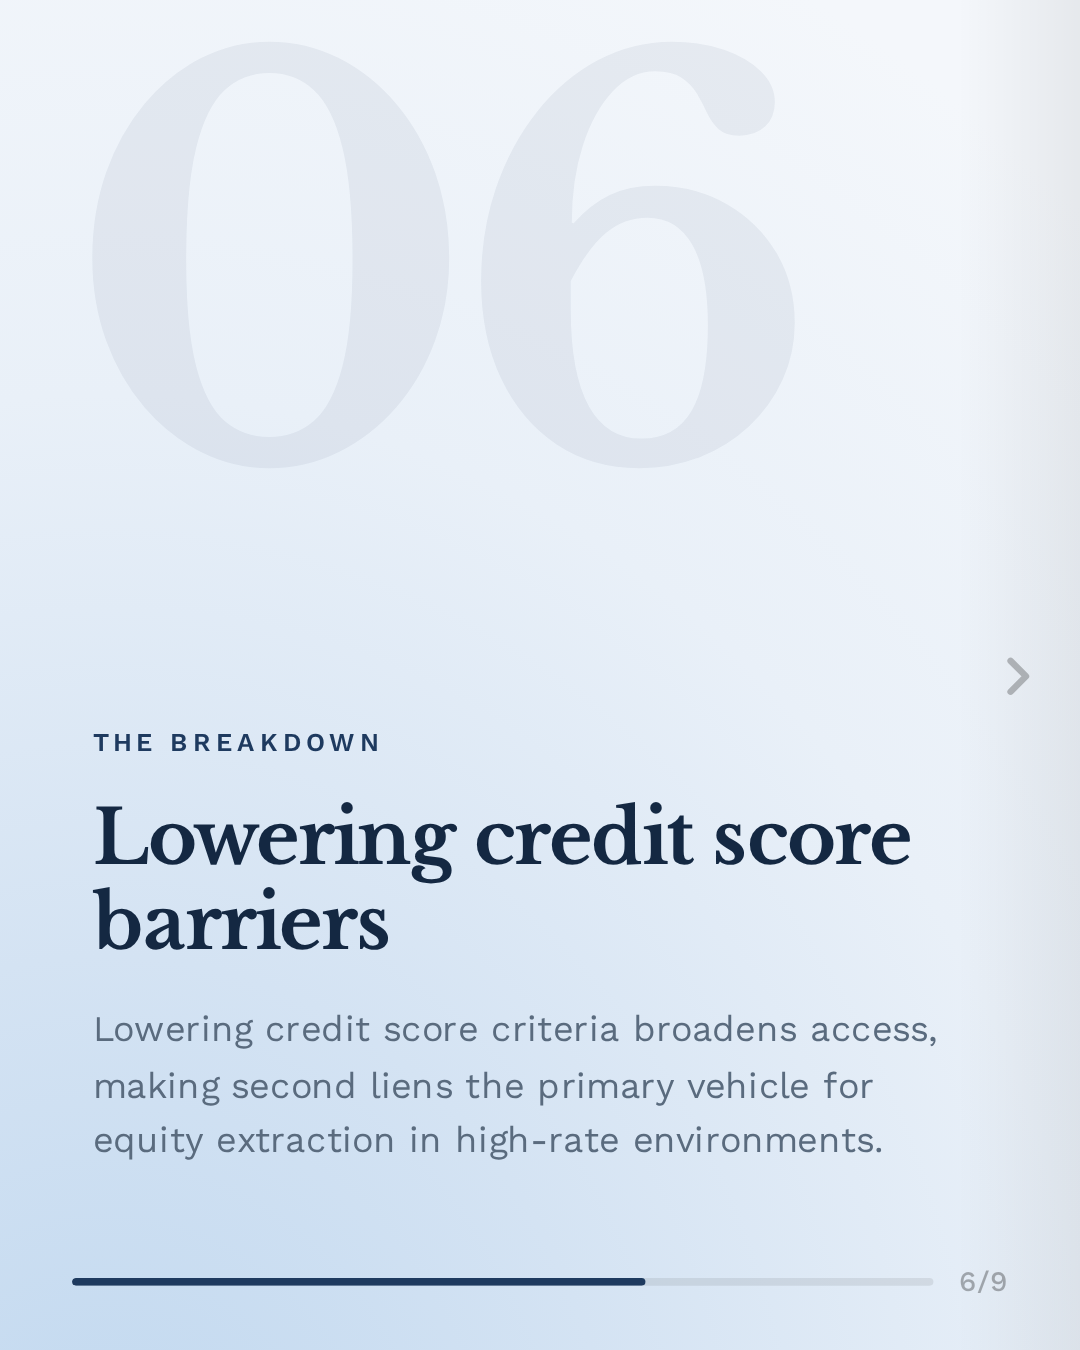 06
THE BREAKDOWN
Lowering credit score
barriers
Lowering credit score criteria broadens access,
making second liens the primary vehicle for
equity extraction in high-rate environments.
6/9